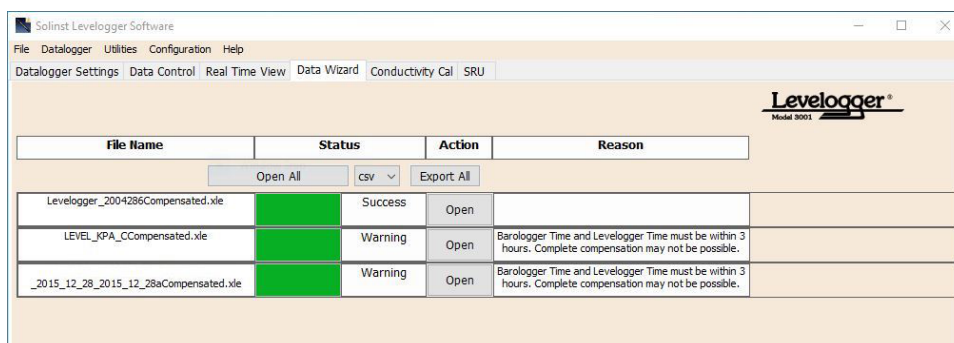 Solinst Levelogger Software
File Datalogger Utilities Configuration Help
Datalogger Settings Data Control Real Time View Data Wizard Conductivity Cal SRU
Levelogger®
Model 3001
File Name Status Action Reason
Open All csv Export All
Levelogger_2004286Compensated.xle Success Open
LEVEL_KPA_CCompensated.xle Warning Open Barologger Time and Levelogger Time must be within 3
hours. Complete compensation may not be possible.
_2015_12_28_2015_12_28aCompensated.xle Warning Open Barologger Time and Levelogger Time must be within 3
hours. Complete compensation may not be possible.